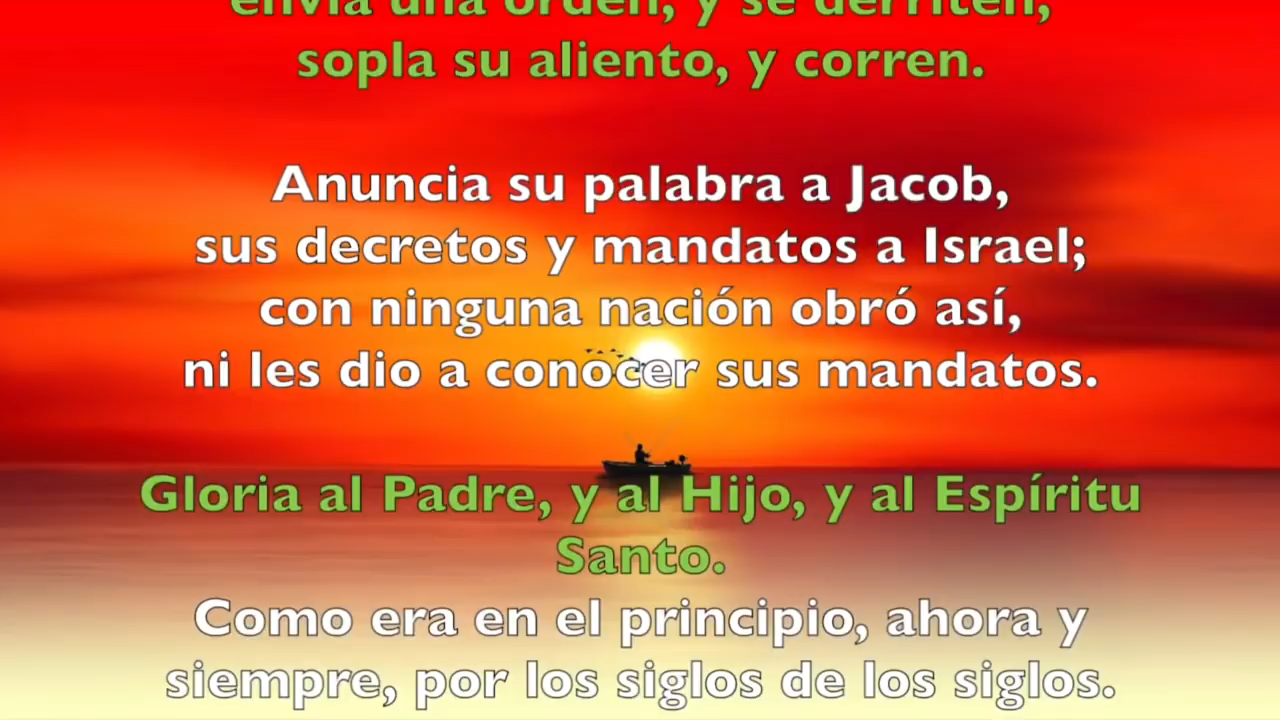 envía una orden, y se derriten,
sopla su aliento, y corren.
Anuncia su palabra a Jacob,
sus decretos y mandatos a Israel;
con ninguna nación obró así,
ni les dio a conocer sus mandatos.
Gloria al Padre, y al Hijo, y al Espíritu
Santo.
Como era en el principio, ahora y
siempre, por los siglos de los siglos.